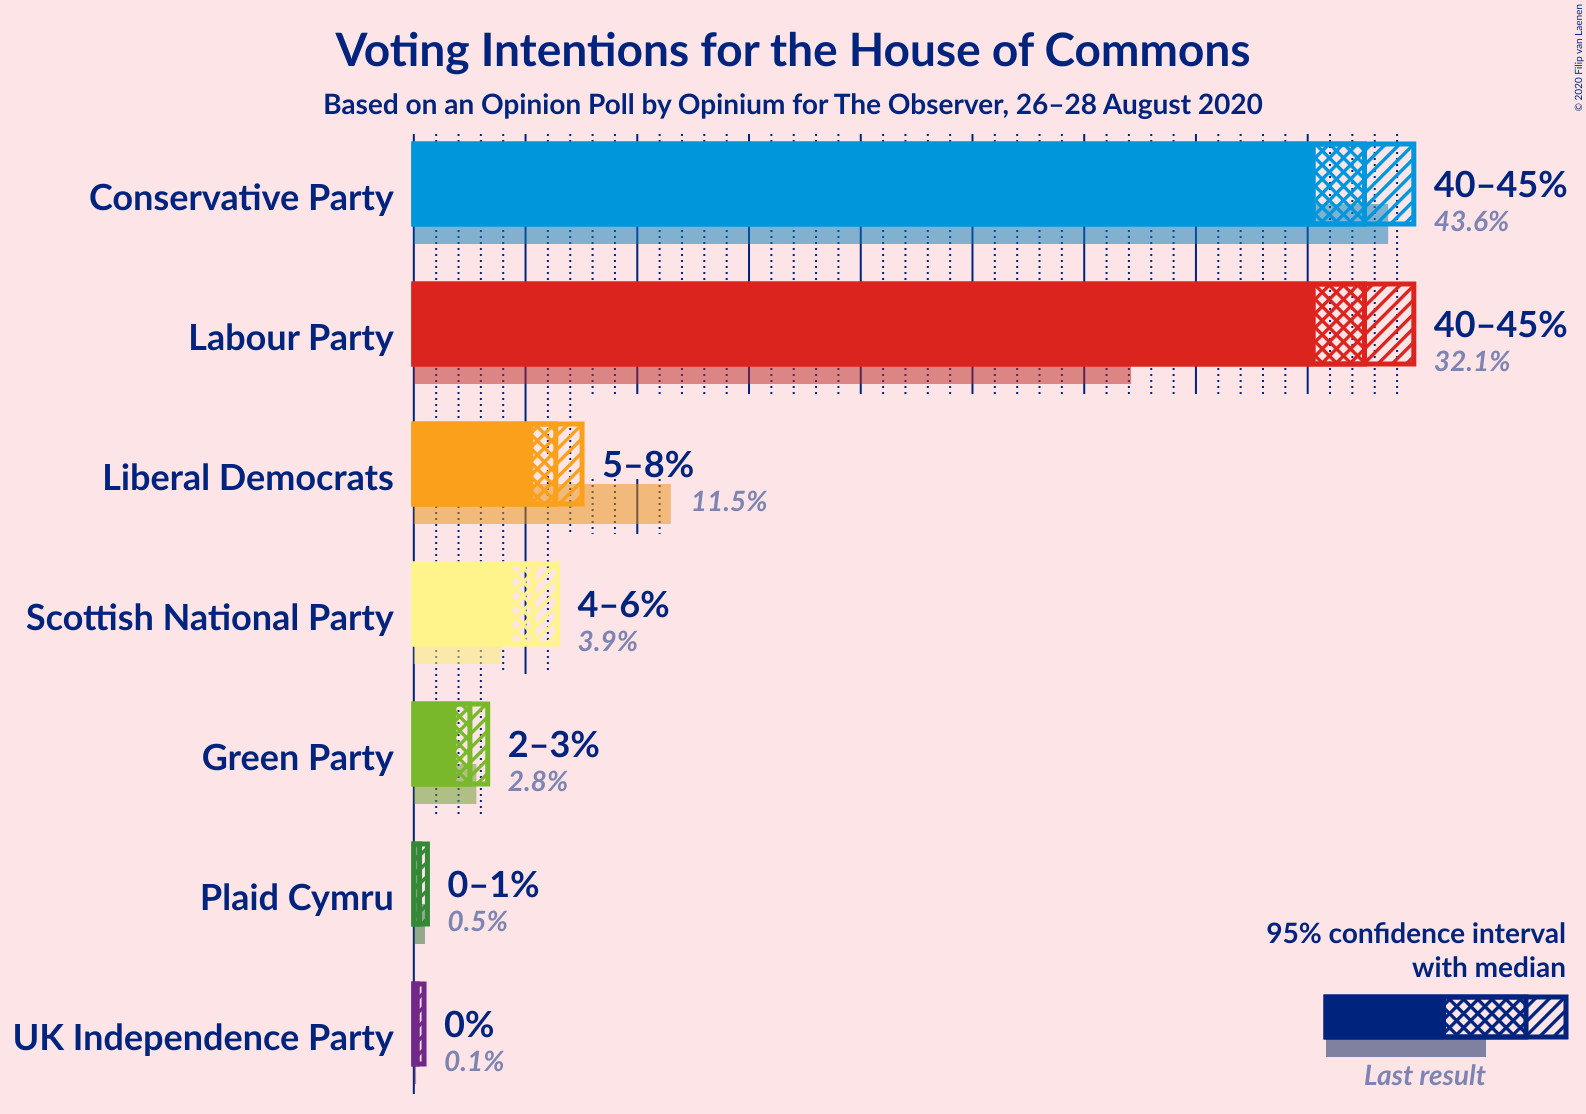 Voting Intentions for the House of Commons
Based on an Opinion Poll by Opinium for The Observer, 26–28 August 2020
© 2020 Filip van Laenen
Conservative Party
40–45%
43.6%
Labour Party
40–45%
32.1%
Liberal Democrats
5–8%
11.5%
Scottish National Party
4–6%
3.9%
Green Party
2–3%
2.8%
Plaid Cymru
0–1%
0.5%
UK Independence Party
0%
0.1%
95% confidence interval
with median
Last result